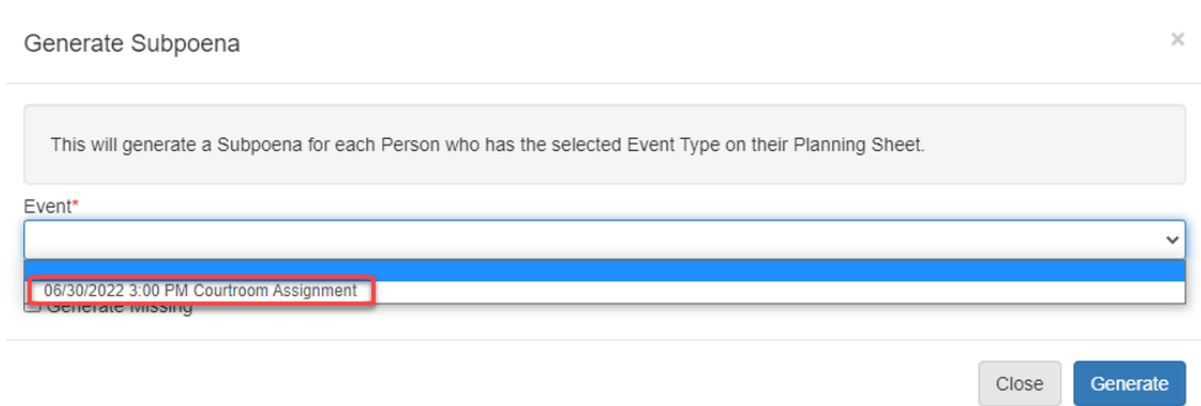 Generate Subpoena
×
This will generate a Subpoena for each Person who has the selected Event Type on their Planning Sheet.
Event*
06/30/2022 3:00 PM Courtroom Assignment
Generate Missing
Close
Generate